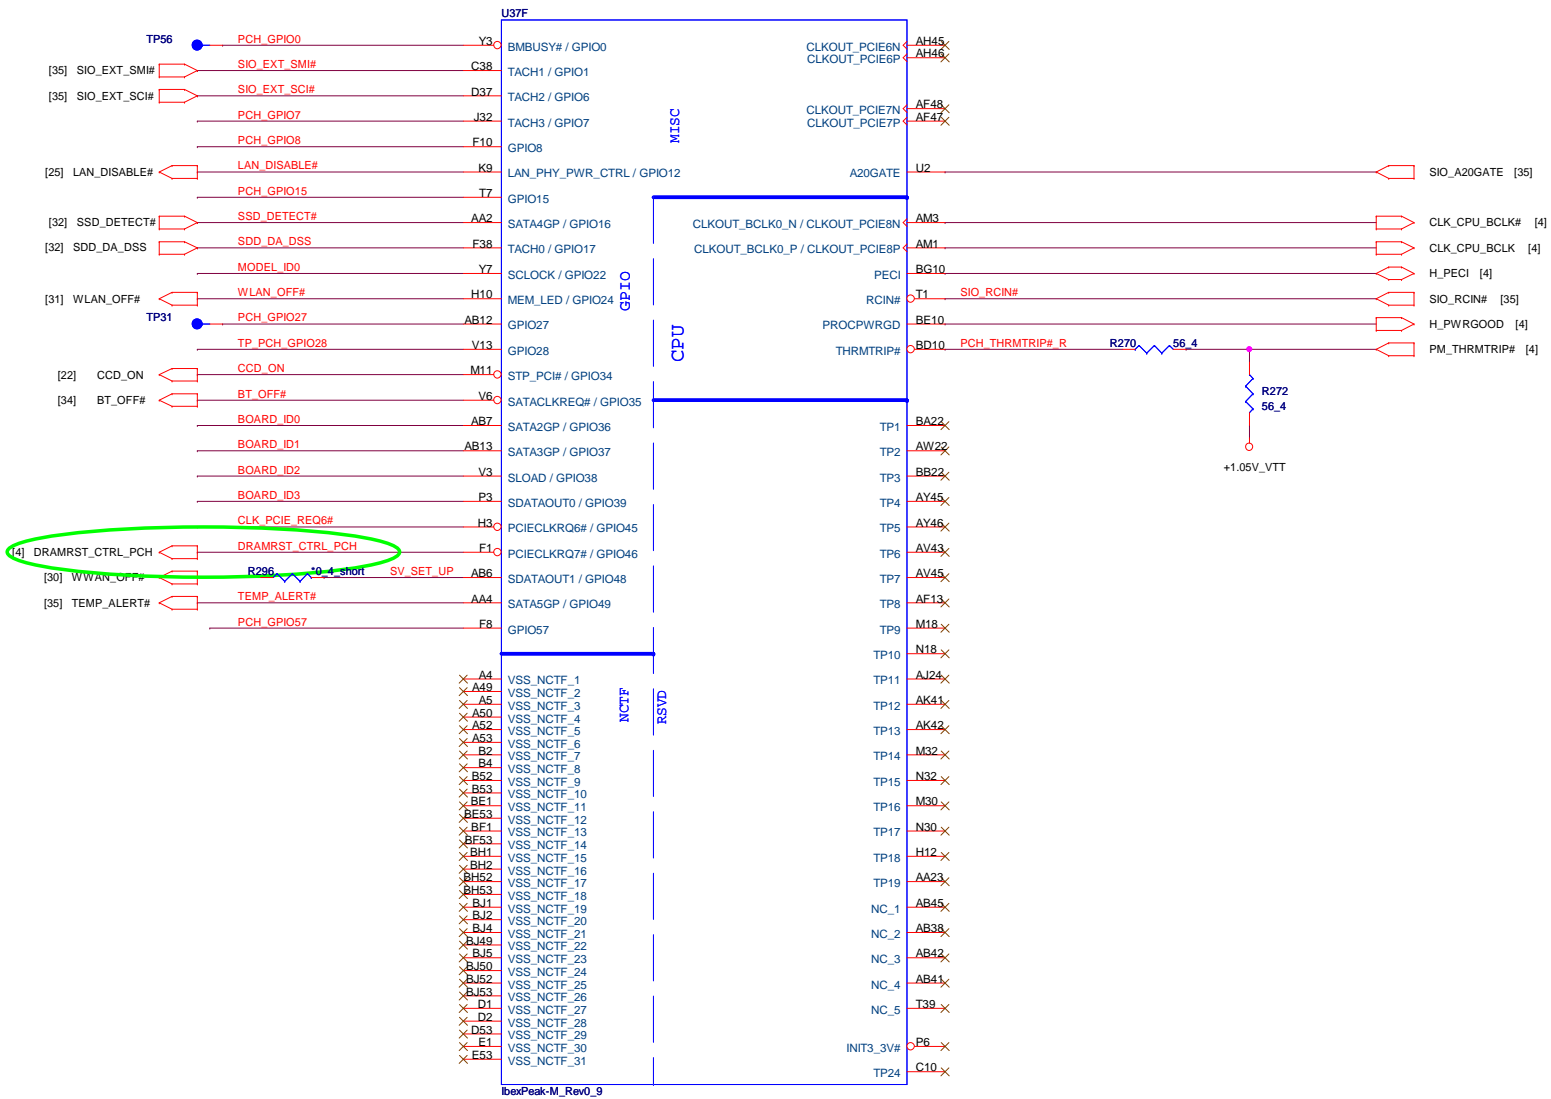 U37F
TP56 PCH_GPIO0 Y3 BMBUSY# / GPIO0
[35] SIO_EXT_SMI# SIO_EXT_SMI# C38 TACH1 / GPIO1
[35] SIO_EXT_SCI# SIO_EXT_SCI# D37 TACH2 / GPIO6
PCH_GPIO7 J32 TACH3 / GPIO7
PCH_GPIO8 F10 GPIO8
[25] LAN_DISABLE# LAN_DISABLE# K9 LAN_PHY_PWR_CTRL / GPIO12
PCH_GPIO15 T7 GPIO15
[32] SSD_DETECT# SSD_DETECT# AA2 SATA4GP / GPIO16
[32] SDD_DA_DSS SDD_DA_DSS F38 TACH0 / GPIO17
MODEL_ID0 Y7 SCLOCK / GPIO22
[31] WLAN_OFF# WLAN_OFF# H10 MEM_LED / GPIO24
TP31 PCH_GPIO27 AB12 GPIO27
TP_PCH_GPIO28 V13 GPIO28
[22] CCD_ON CCD_ON M11 STP_PCI# / GPIO34
[34] BT_OFF# BT_OFF# V6 SATACLKREQ# / GPIO35
BOARD_ID0 AB7 SATA2GP / GPIO36
BOARD_ID1 AB13 SATA3GP / GPIO37
BOARD_ID2 V3 SLOAD / GPIO38
BOARD_ID3 P3 SDATAOUT0 / GPIO39
CLK_PCIE_REQ6# H3 PCIECLKRQ6# / GPIO45
[4] DRAMRST_CTRL_PCH DRAMRST_CTRL_PCH F1 PCIECLKRQ7# / GPIO46
[30] WWAN_OFF# R296 *0_4_short SV_SET_UP AB6 SDATAOUT1 / GPIO48
[35] TEMP_ALERT# TEMP_ALERT# AA4 SATA5GP / GPIO49
PCH_GPIO57 F8 GPIO57
A4 VSS_NCTF_1
A49 VSS_NCTF_2
A5 VSS_NCTF_3
A50 VSS_NCTF_4
A52 VSS_NCTF_5
A53 VSS_NCTF_6
B2 VSS_NCTF_7
B4 VSS_NCTF_8
B52 VSS_NCTF_9
B53 VSS_NCTF_10
BE1 VSS_NCTF_11
BE53 VSS_NCTF_12
BF1 VSS_NCTF_13
BF53 VSS_NCTF_14
BH1 VSS_NCTF_15
BH2 VSS_NCTF_16
BH52 VSS_NCTF_17
BH53 VSS_NCTF_18
BJ1 VSS_NCTF_19
BJ2 VSS_NCTF_20
BJ4 VSS_NCTF_21
BJ49 VSS_NCTF_22
BJ5 VSS_NCTF_23
BJ50 VSS_NCTF_24
BJ52 VSS_NCTF_25
BJ53 VSS_NCTF_26
D1 VSS_NCTF_27
D2 VSS_NCTF_28
D53 VSS_NCTF_29
E1 VSS_NCTF_30
E53 VSS_NCTF_31
MISC
GPIO
CPU
NCTF
RSVD
CLKOUT_PCIE6N AH45
CLKOUT_PCIE6P AH46
CLKOUT_PCIE7N AF48
CLKOUT_PCIE7P AF47
A20GATE U2 SIO_A20GATE [35]
CLKOUT_BCLK0_N / CLKOUT_PCIE8N AM3 CLK_CPU_BCLK# [4]
CLKOUT_BCLK0_P / CLKOUT_PCIE8P AM1 CLK_CPU_BCLK [4]
PECI BG10 H_PECI [4]
RCIN# T1 SIO_RCIN# SIO_RCIN# [35]
PROCPWRGD BE10 H_PWRGOOD [4]
THRMTRIP# BD10 PCH_THRMTRIP#_R R270 56_4 PM_THRMTRIP# [4]
R272
56_4
+1.05V_VTT
TP1 BA22
TP2 AW22
TP3 BB22
TP4 AY45
TP5 AY46
TP6 AV43
TP7 AV45
TP8 AF13
TP9 M18
TP10 N18
TP11 AJ24
TP12 AK41
TP13 AK42
TP14 M32
TP15 N32
TP16 M30
TP17 N30
TP18 H12
TP19 AA23
NC_1 AB45
NC_2 AB38
NC_3 AB42
NC_4 AB41
NC_5 T39
INIT3_3V# P6
TP24 C10
IbexPeak-M_Rev0_9